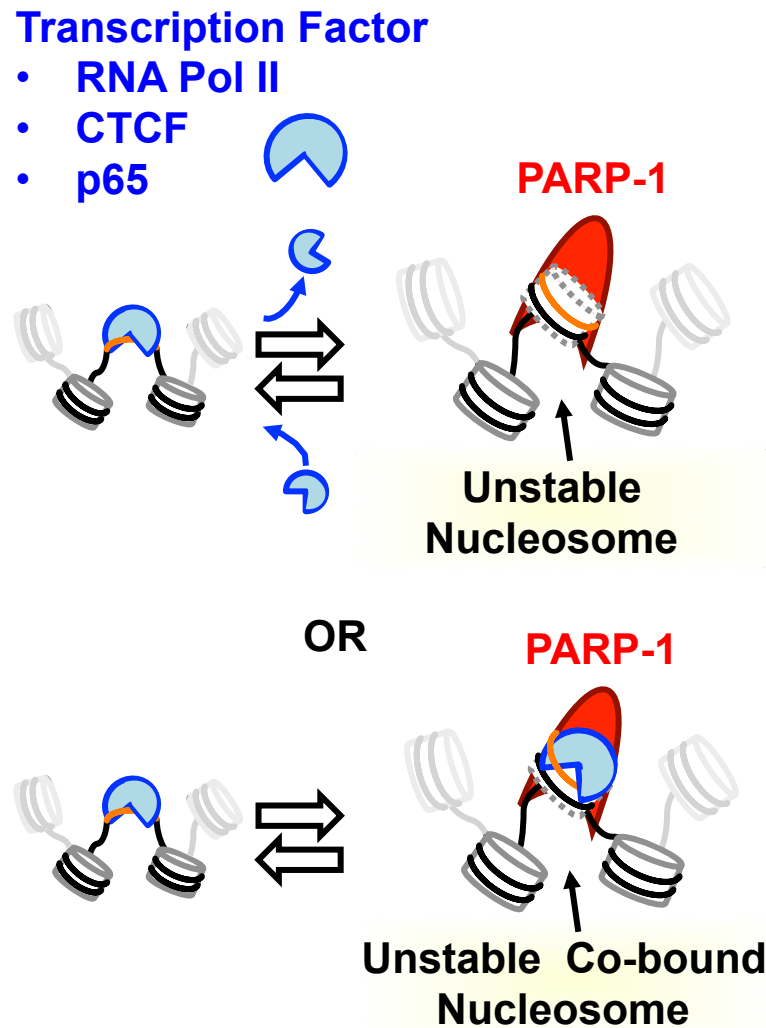 Transcription Factor
• RNA Pol II
• CTCF
• p65
PARP-1
Unstable
Nucleosome
OR
PARP-1
Unstable Co-bound
Nucleosome